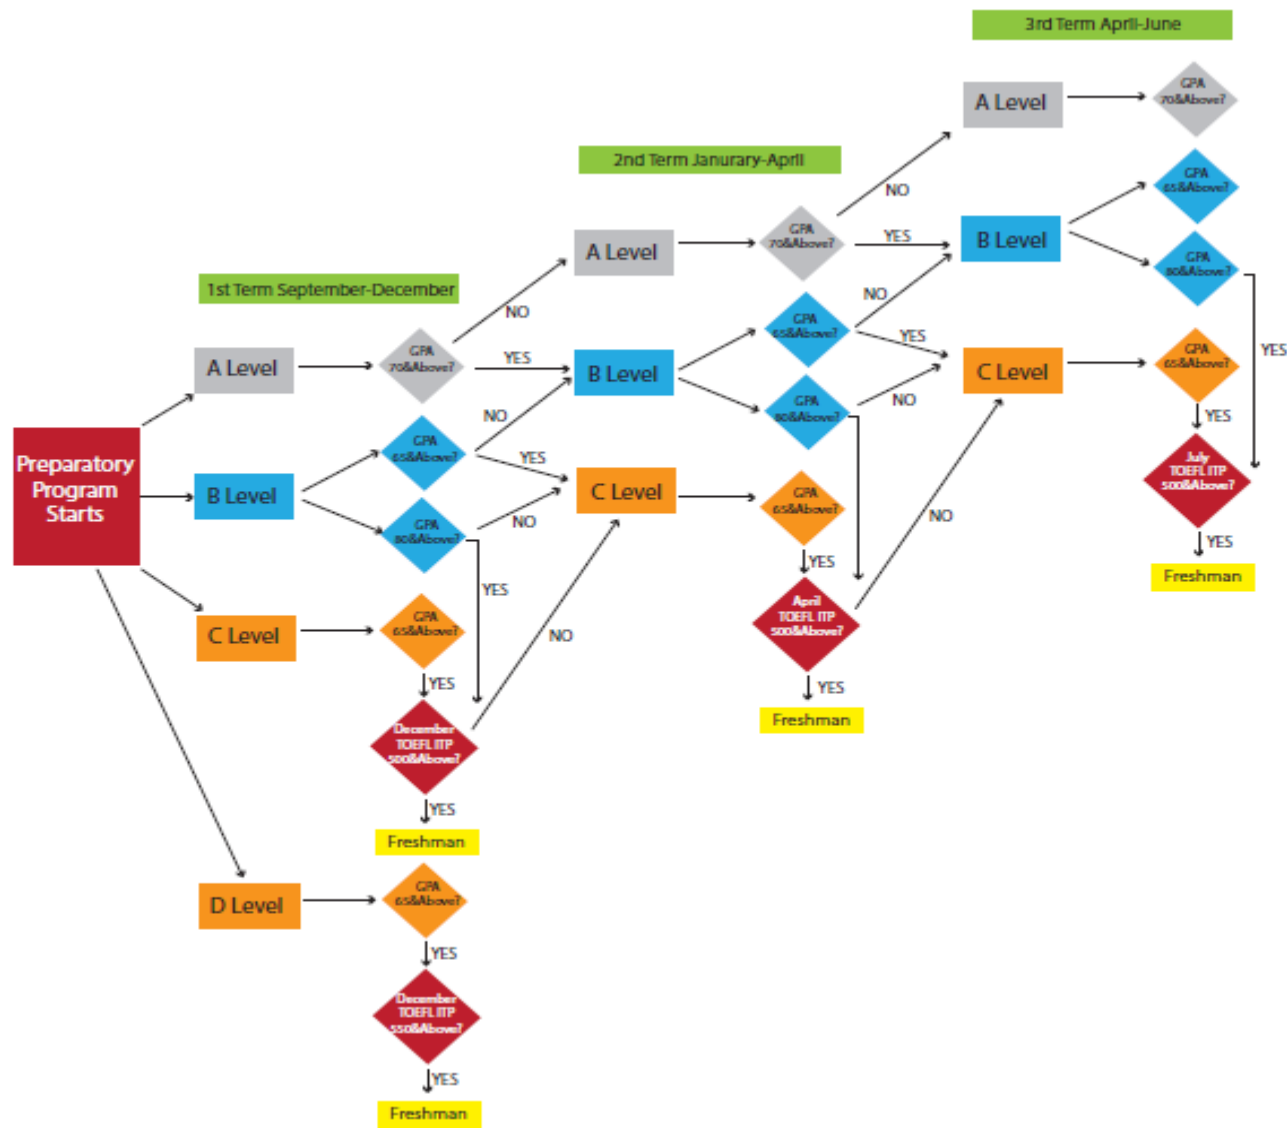 3rd Term April-June
A Level
GPA
70&Above?
2nd Term Janurary-April
NO
GPA
65&Above?
A Level
GPA
70&Above?
YES
B Level
GPA
80&Above?
1st Term September-December
NO
NO
YES
A Level
GPA
70&Above?
YES
B Level
GPA
65&Above?
YES
C Level
GPA
65&Above?
NO
GPA
80&Above?
NO
YES
Preparatory
Program
Starts
B Level
GPA
65&Above?
YES
C Level
GPA
65&Above?
July
TOEFL ITP
500&Above?
GPA
80&Above?
NO
NO
YES
YES
YES
Freshman
C Level
GPA
65&Above?
NO
April
TOEFL ITP
500&Above?
YES
YES
Freshman
December
TOEFL ITP
500&Above?
YES
Freshman
D Level
GPA
65&Above?
YES
December
TOEFL ITP
550&Above?
YES
Freshman